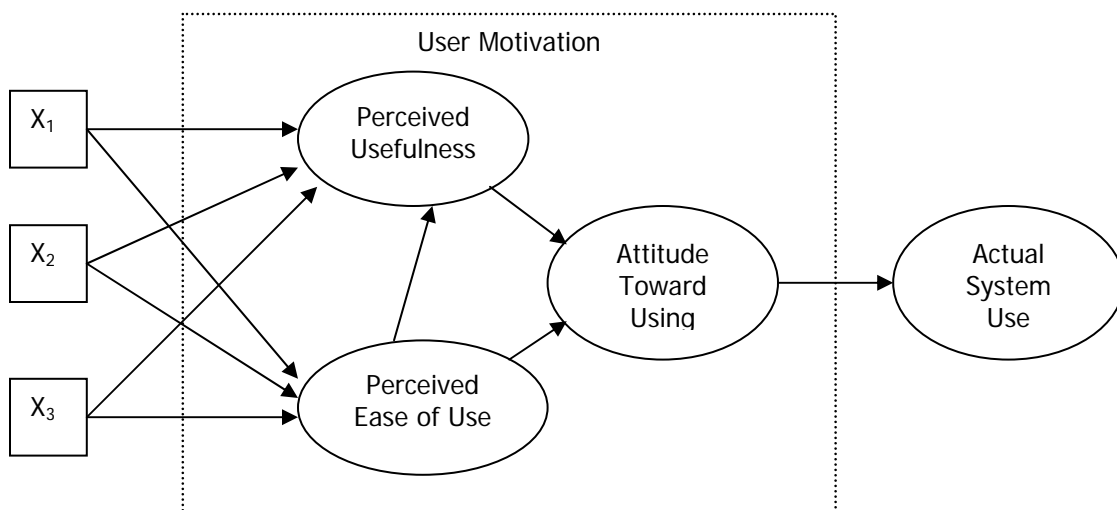 User Motivation
X₁
Perceived
Usefulness
X₂
Attitude
Toward
Using
Actual
System
Use
X₃
Perceived
Ease of Use